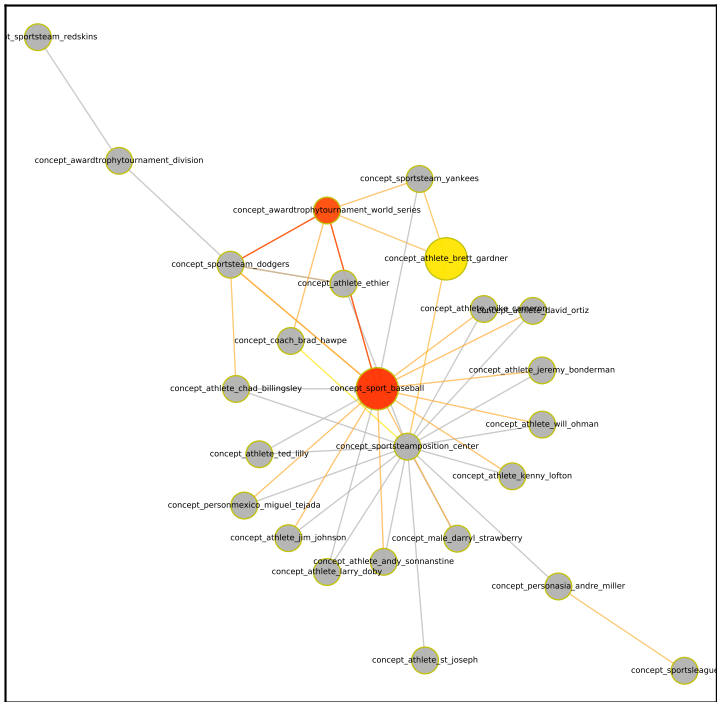 t_sportsteam_redskins
concept_awardtrophytournament_division
concept_sportsteam_yankees
concept_awardtrophytournament_world_series
concept_athlete_brett_gardner
concept_sportsteam_dodgers
concept_athlete_ethier
concept_athlete_mike_cameron
concept_athlete_david_ortiz
concept_coach_brad_hawpe
concept_athlete_jeremy_bonderman
concept_athlete_chad_billingsley
concept_sport_baseball
concept_athlete_will_ohman
concept_sportsteamposition_center
concept_athlete_ted_lilly
concept_athlete_kenny_lofton
concept_personmexico_miguel_tejada
concept_athlete_jim_johnson
concept_male_darryl_strawberry
concept_athlete_andy_sonnanstine
concept_athlete_larry_doby
concept_personasia_andre_miller
concept_athlete_st_joseph
concept_sportsleague